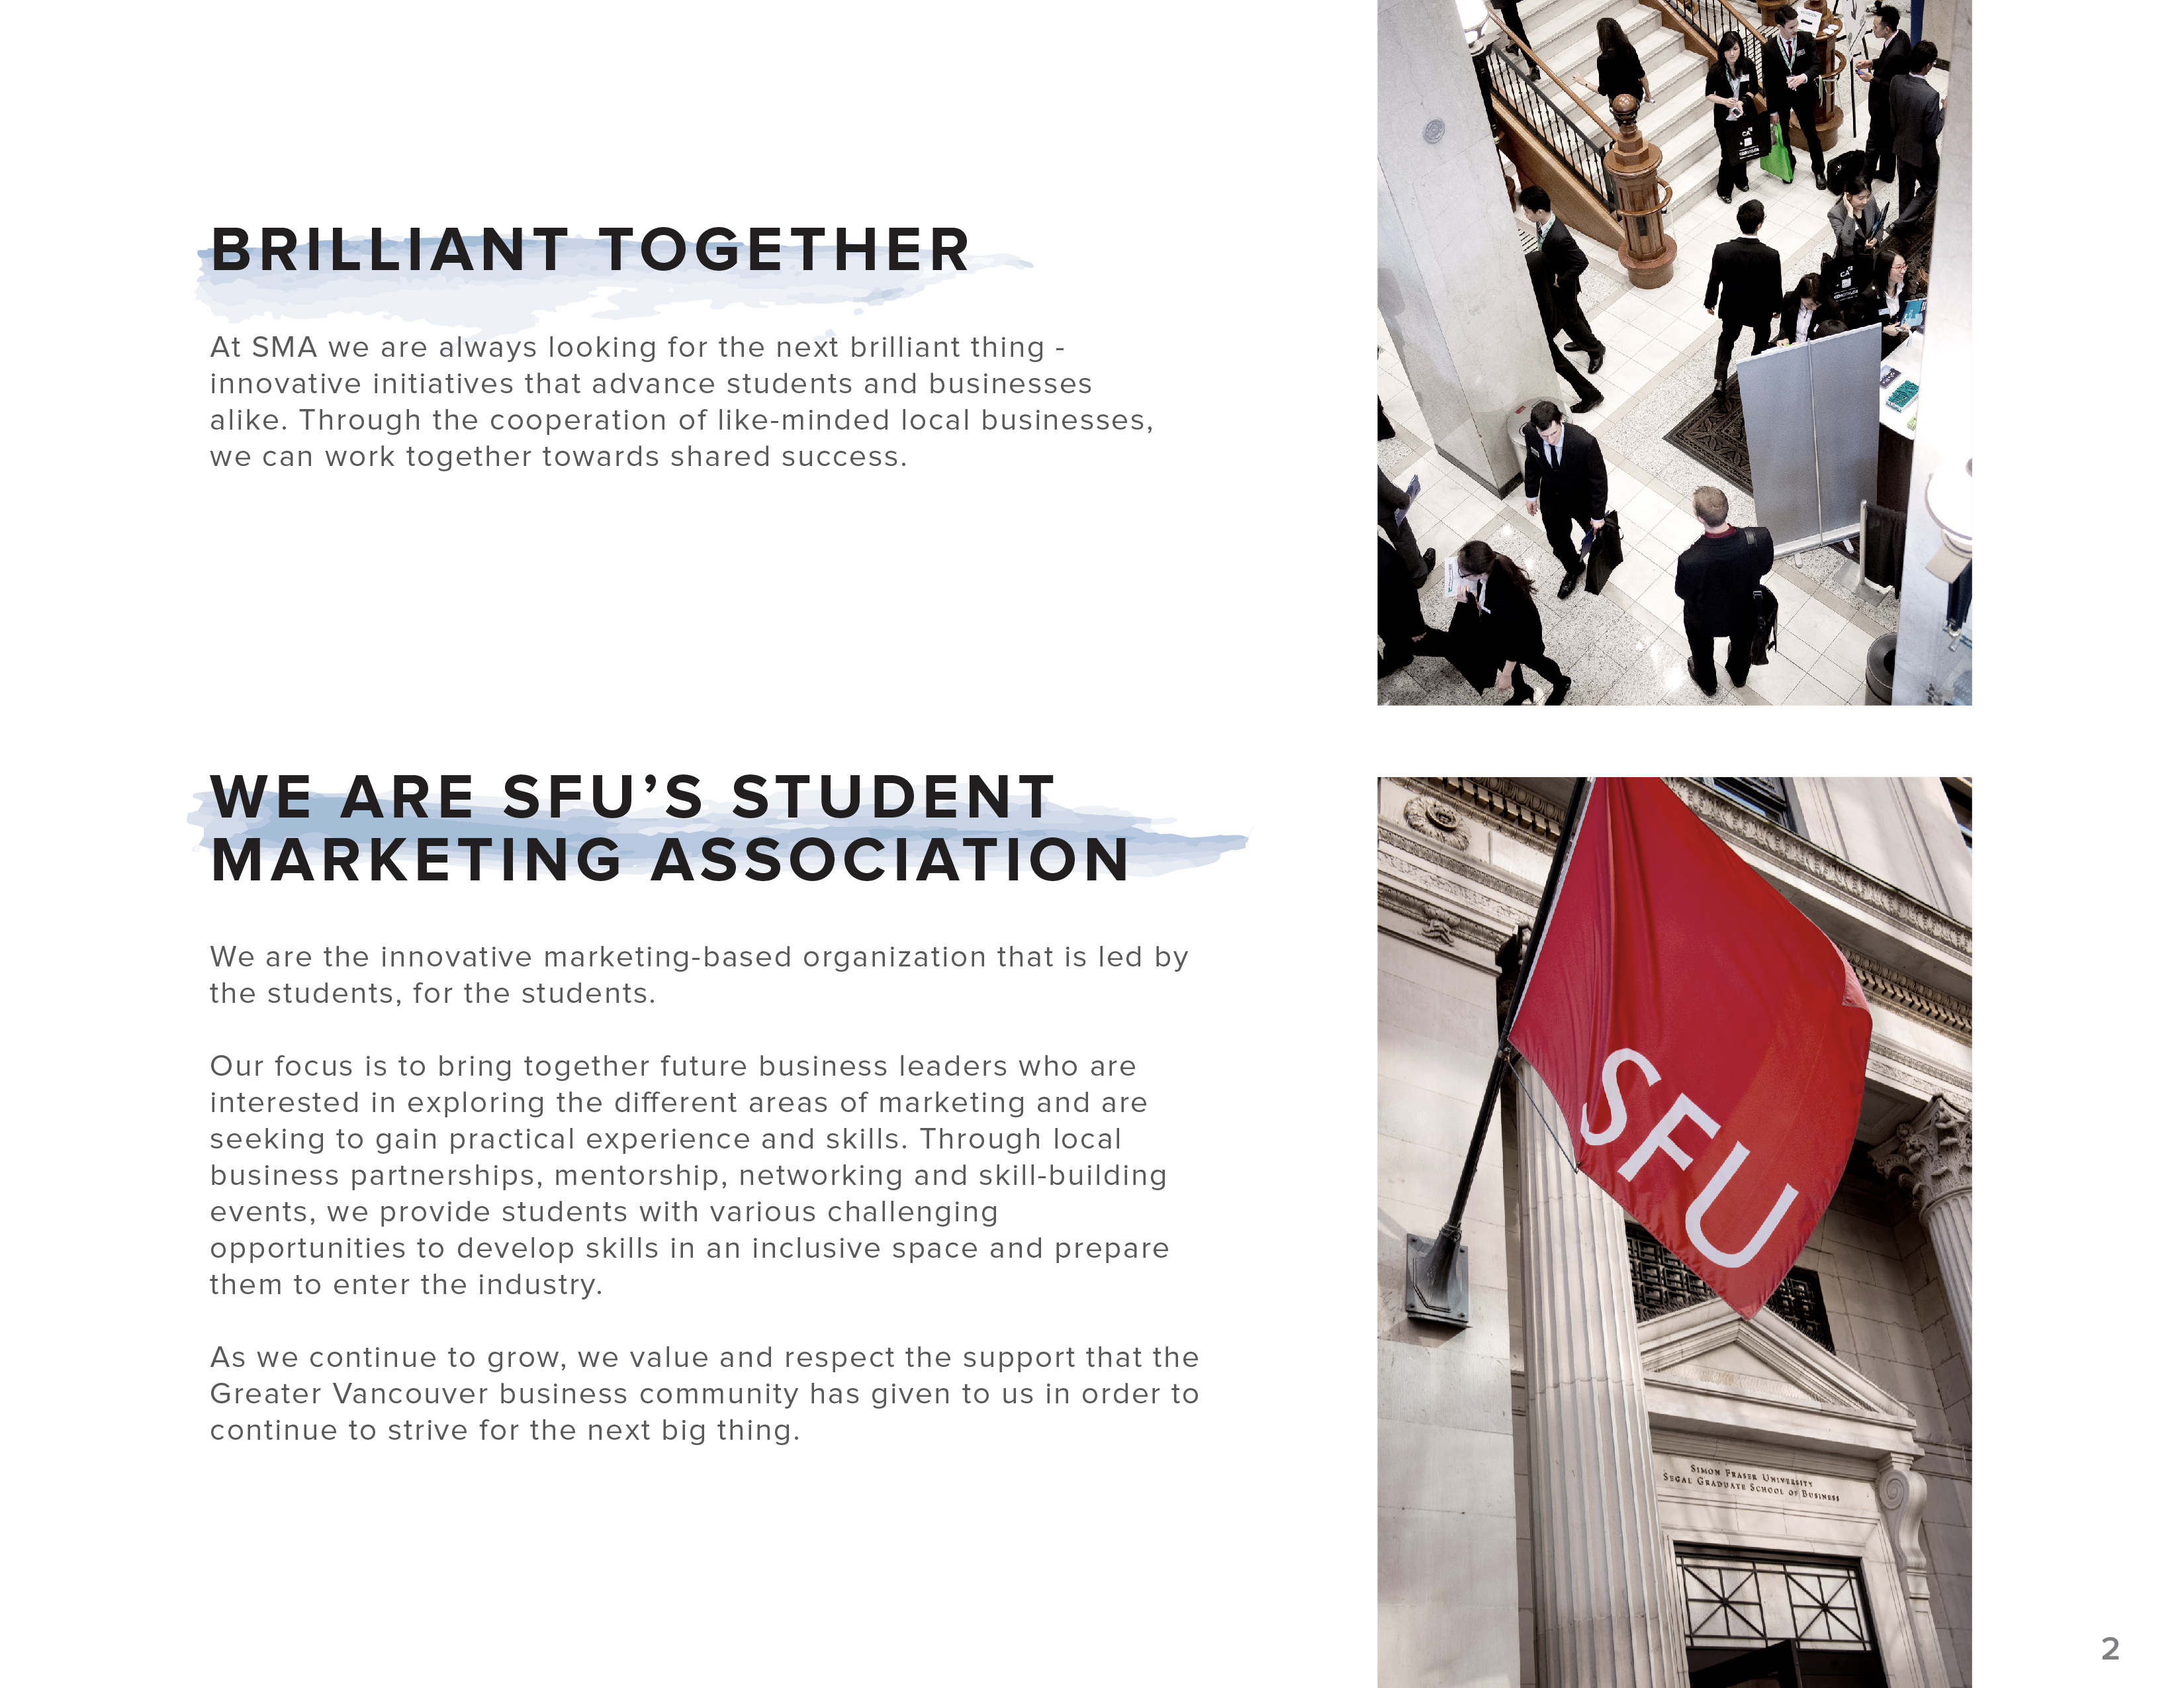 BRILLIANT TOGETHER
At SMA we are always looking for the next brilliant thing -
innovative initiatives that advance students and businesses
alike. Through the cooperation of like-minded local businesses,
we can work together towards shared success.
WE ARE SFU’S STUDENT
MARKETING ASSOCIATION
We are the innovative marketing-based organization that is led by
the students, for the students.
Our focus is to bring together future business leaders who are
interested in exploring the different areas of marketing and are
seeking to gain practical experience and skills. Through local
business partnerships, mentorship, networking and skill-building
events, we provide students with various challenging
opportunities to develop skills in an inclusive space and prepare
them to enter the industry.
As we continue to grow, we value and respect the support that the
Greater Vancouver business community has given to us in order to
continue to strive for the next big thing.
CA
CA
SFU
SIMON FRASER UNIVERSITY
SEGAL GRADUATE SCHOOL OF BUSINESS
2